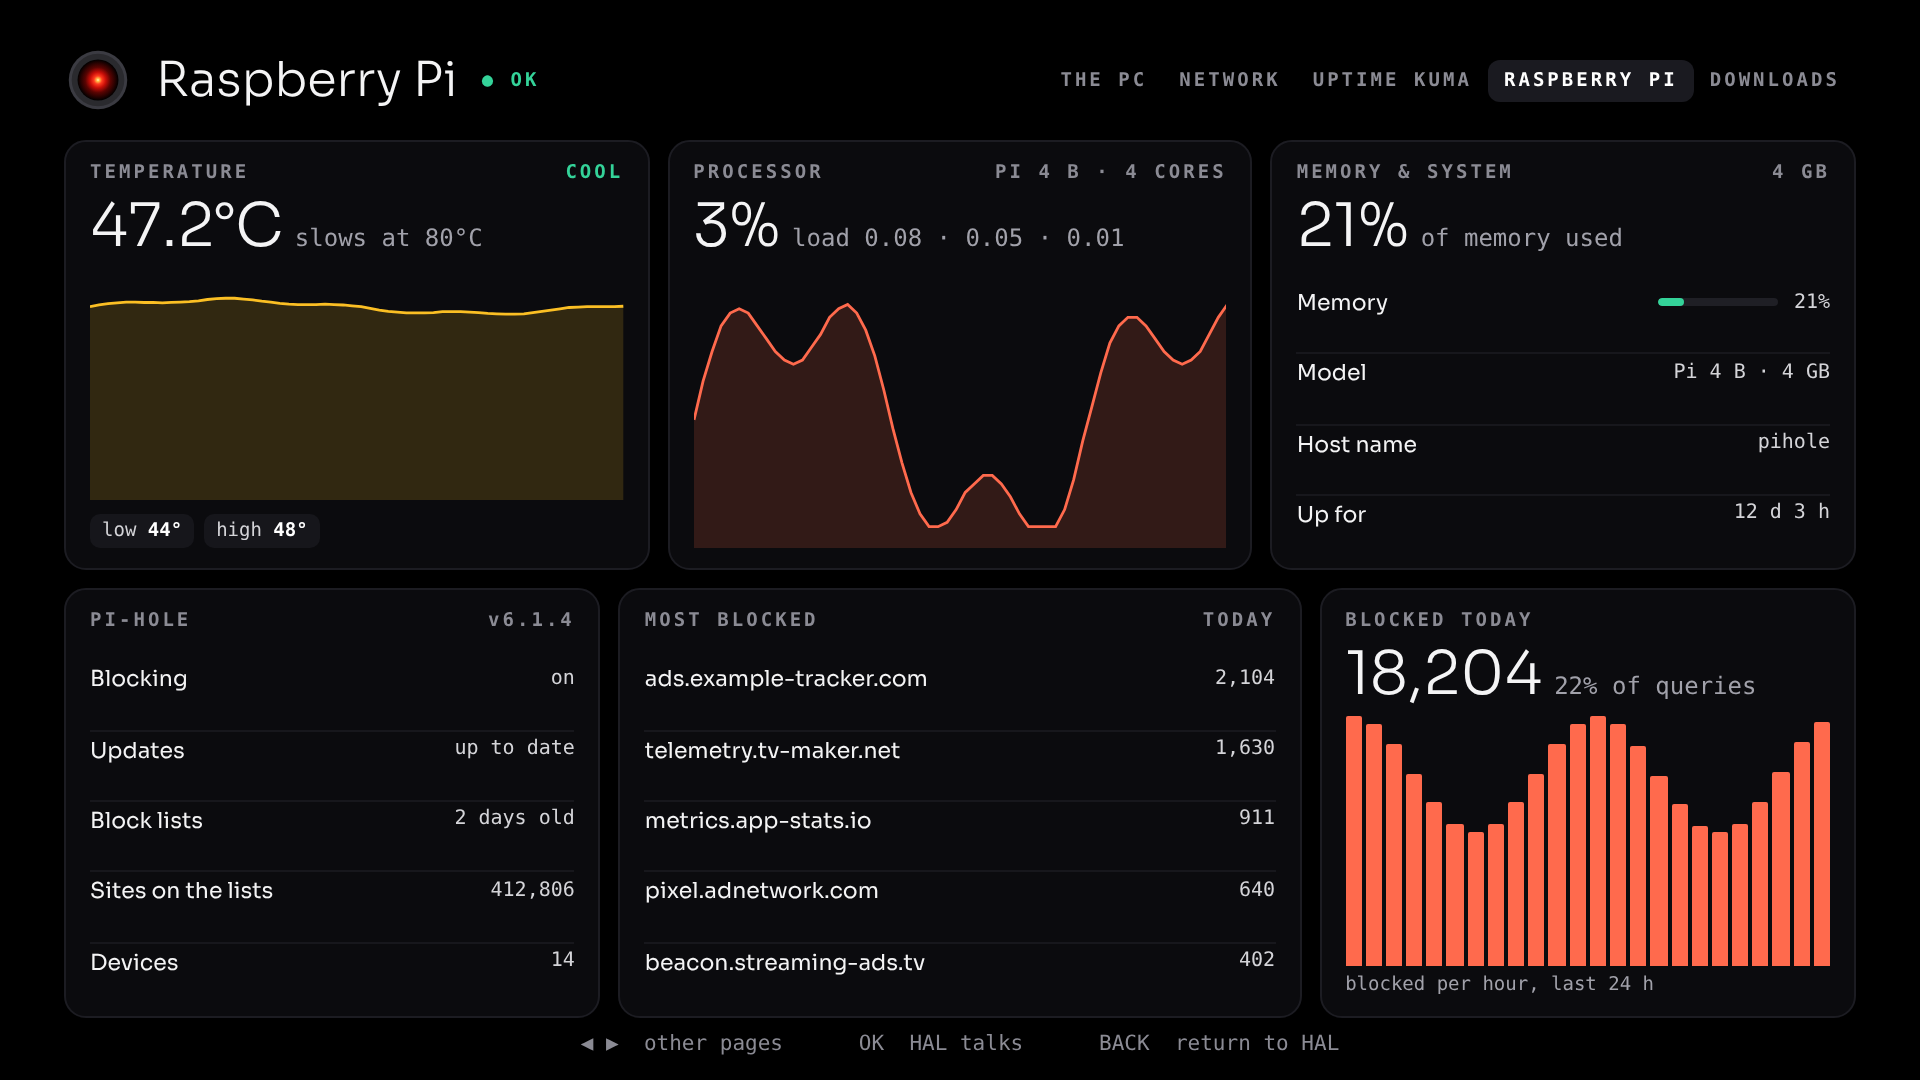 Raspberry Pi ● OK
THE PC NETWORK UPTIME KUMA RASPBERRY PI DOWNLOADS
TEMPERATURE COOL
47.2°C slows at 80°C
low 44° high 48°
PROCESSOR PI 4 B · 4 CORES
3% load 0.08 · 0.05 · 0.01
MEMORY & SYSTEM 4 GB
21% of memory used
Memory 21%
Model Pi 4 B · 4 GB
Host name pihole
Up for 12 d 3 h
PI-HOLE v6.1.4
Blocking on
Updates up to date
Block lists 2 days old
Sites on the lists 412,806
Devices 14
MOST BLOCKED TODAY
ads.example-tracker.com 2,104
telemetry.tv-maker.net 1,630
metrics.app-stats.io 911
pixel.adnetwork.com 640
beacon.streaming-ads.tv 402
BLOCKED TODAY
18,204 22% of queries
blocked per hour, last 24 h
◀ ▶ other pages OK HAL talks BACK return to HAL